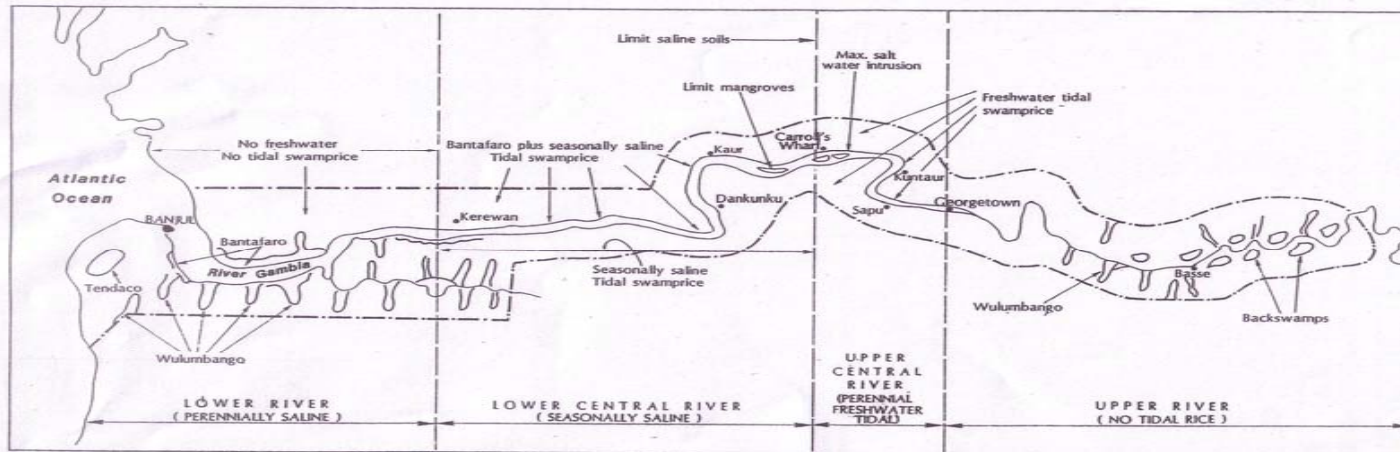 Limit saline soils
Max. salt
water intrusion
Limit mangroves
Freshwater tidal
swamprice
No freshwater
No tidal swamprice
Bantafaro plus seasonally saline
Tidal swamprice
Kaur
Carroll's
Wharf
Kuntaur
Atlantic
Ocean
BANJUL
Kerewan
Dankunku
Sapu
Georgetown
Bantafaro
River Gambia
Tendaco
Seasonally saline
Tidal swamprice
Basse
Wulumbango
Backswamps
Wulumbango
LOWER RIVER
( PERENNIALLY SALINE )
LOWER CENTRAL RIVER
( SEASONALLY SALINE )
UPPER
CENTRAL
RIVER
(PERENNIAL
FRESHWATER
TIDAL)
UPPER RIVER
( NO TIDAL RICE )